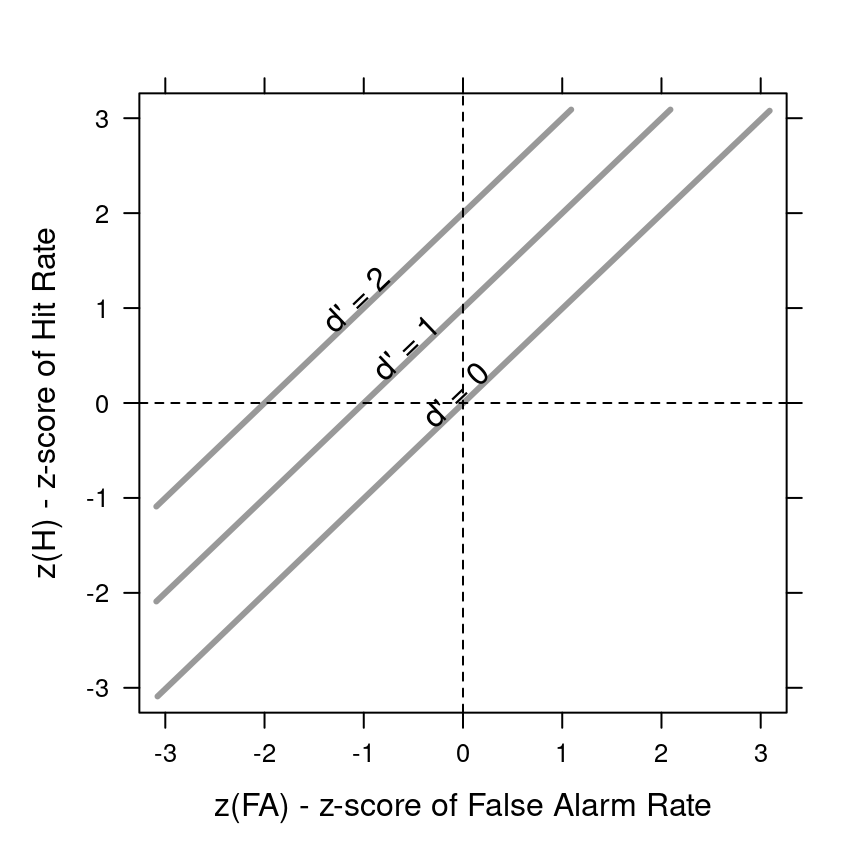 3
2
1
0
-1
-2
-3
z(H) - z-score of Hit Rate
d' = 2
d' = 1
d' = 0
-3 -2 -1 0 1 2 3
z(FA) - z-score of False Alarm Rate